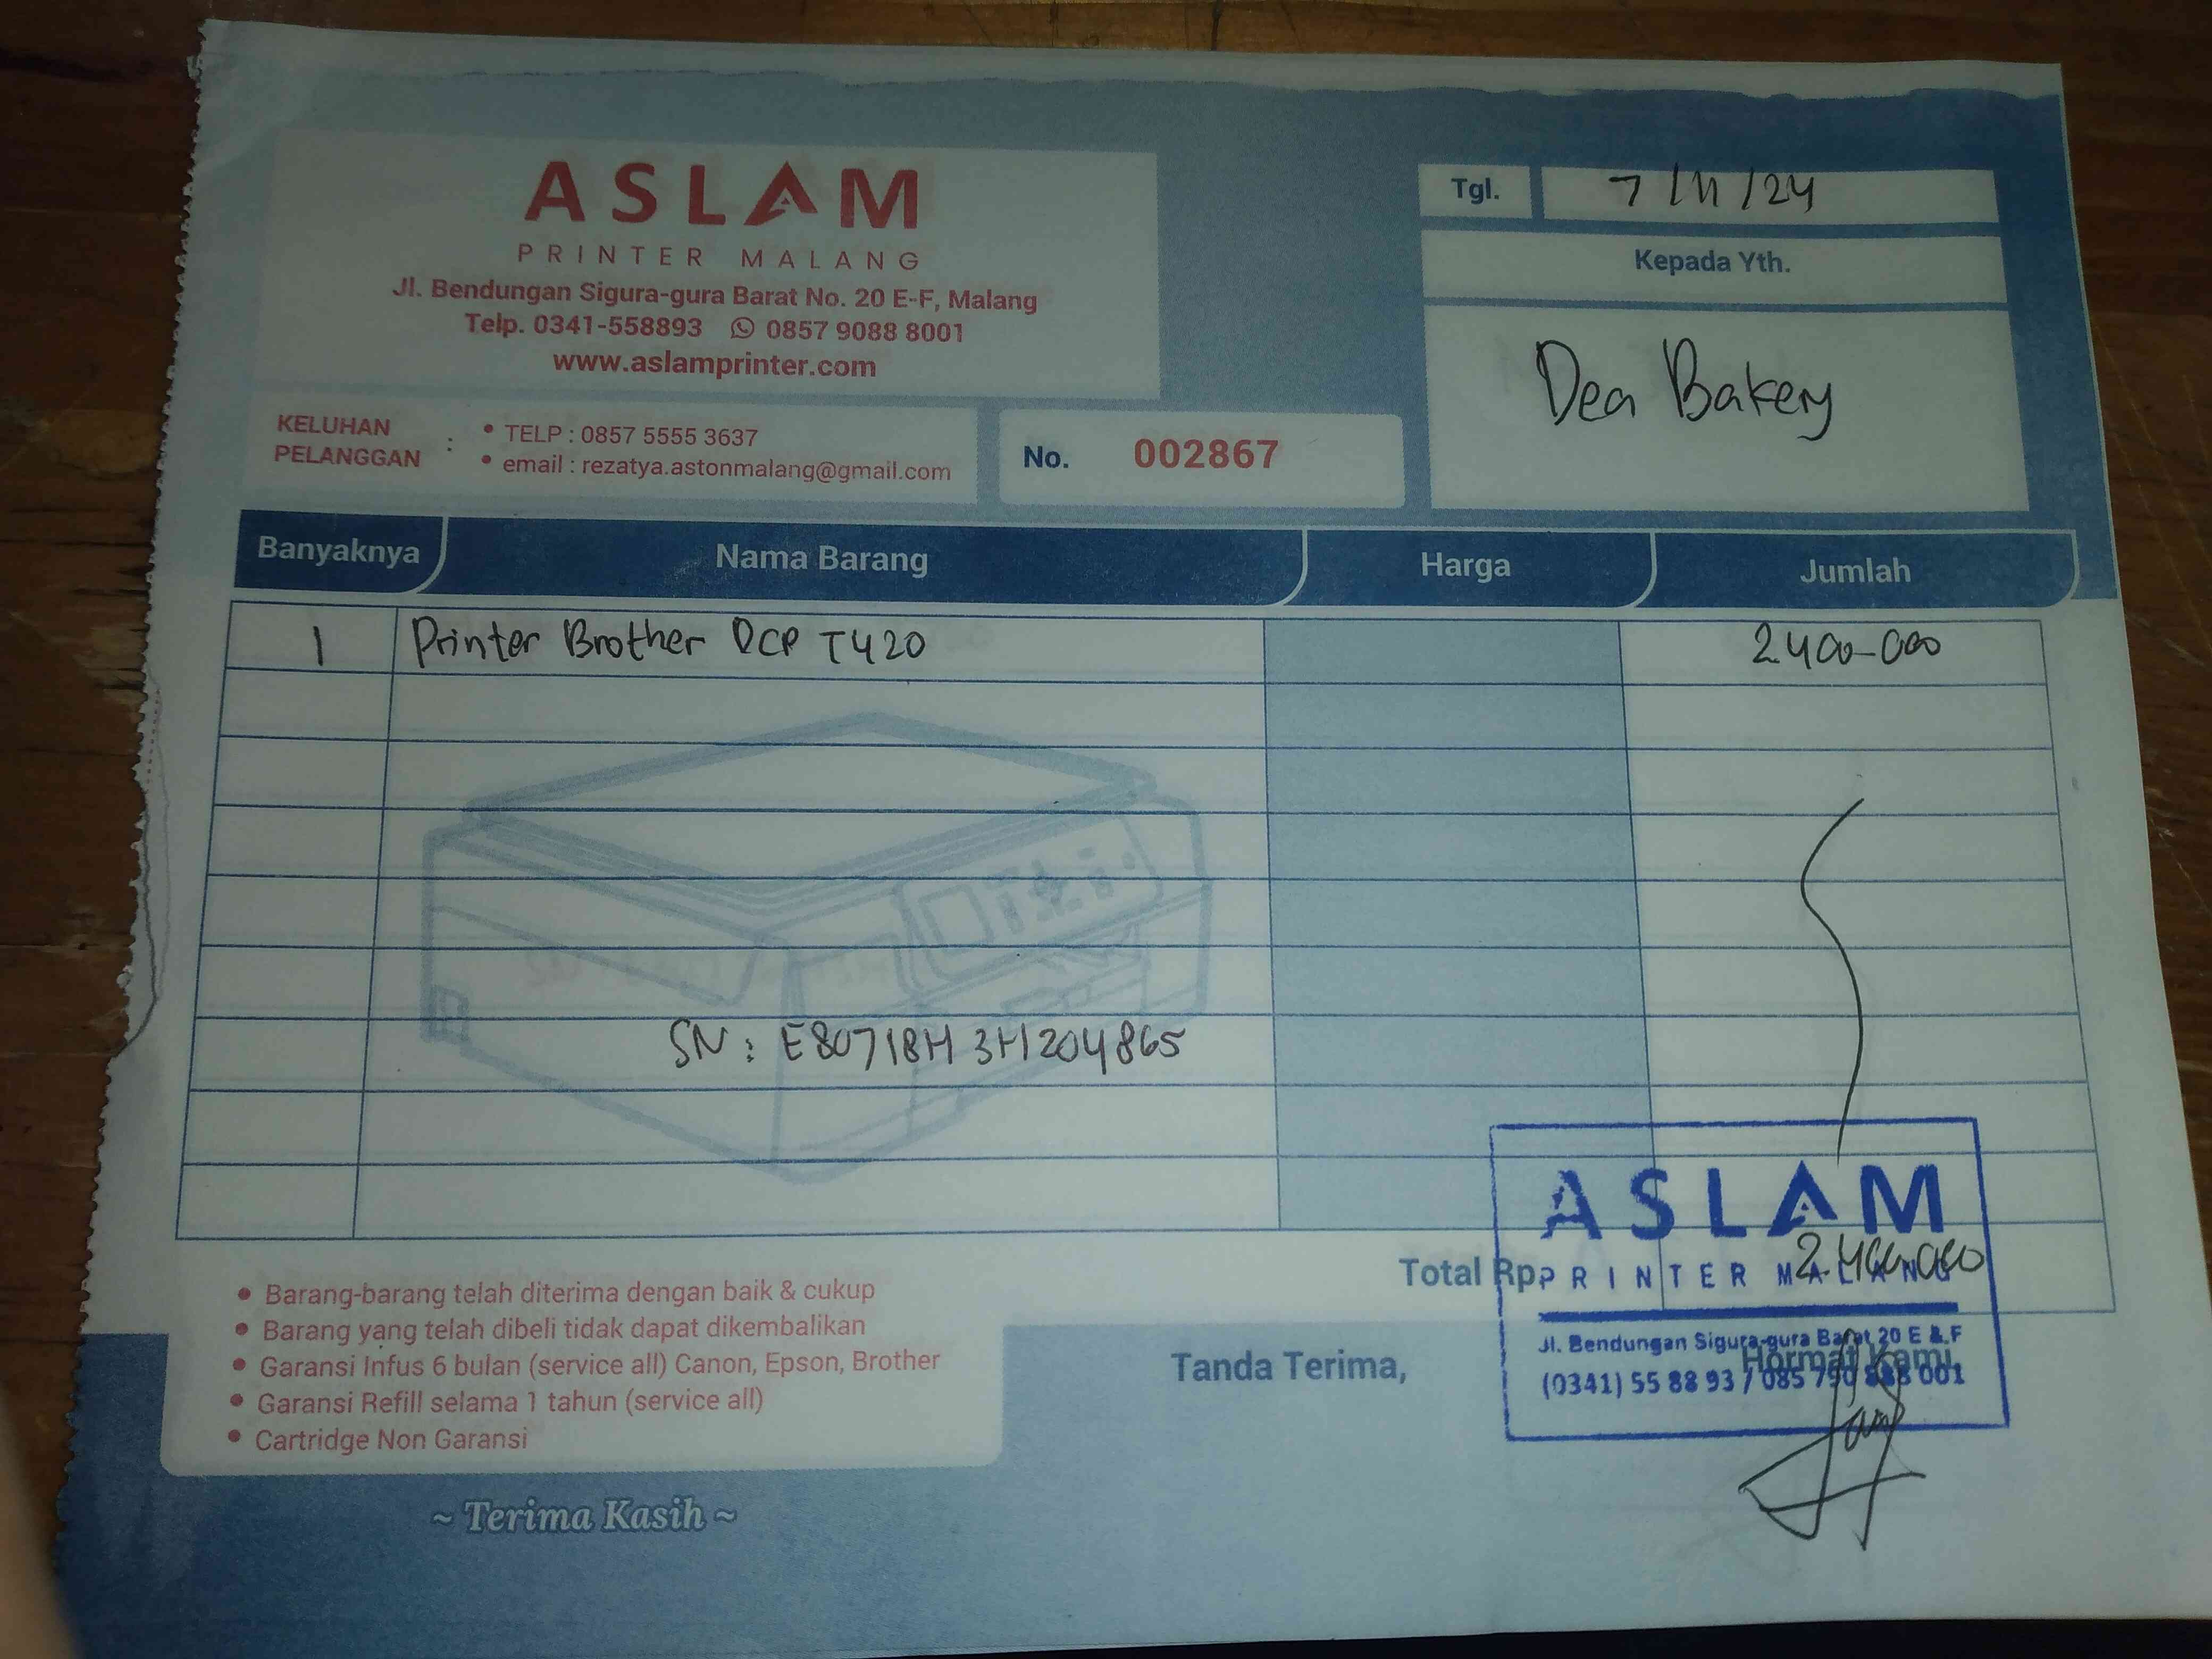 ASLAM
PRINTER MALANG
Jl. Bendungan Sigura-gura Barat No. 20 E-F, Malang
Telp. 0341-558893 0857 9088 8001
www.aslamprinter.com
KELUHAN PELANGGAN :
• TELP : 0857 5555 3637
• email : rezatya.astonmalang@gmail.com
No. 002867
Tgl. 7/11/24
Kepada Yth.
Dea Bakery
Banyaknya Nama Barang Harga Jumlah
1 Printer Brother DCP T420 2.400-000
SN : E80718H3H204865
Total Rp. 2.400.000
ASLAM
PRINTER MALANG
Jl. Bendungan Sigura-gura Barat 20 E & F
(0341) 55 88 93 / 085 790 888 001
• Barang-barang telah diterima dengan baik & cukup
• Barang yang telah dibeli tidak dapat dikembalikan
• Garansi Infus 6 bulan (service all) Canon, Epson, Brother
• Garansi Refill selama 1 tahun (service all)
• Cartridge Non Garansi
Tanda Terima,
Hormat Kami,
~ Terima Kasih ~